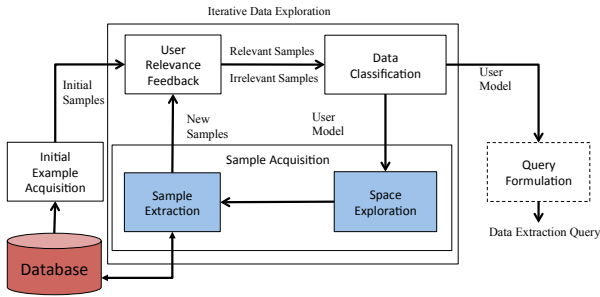 Iterative Data Exploration
User
Relevance
Feedback
Relevant Samples
Irrelevant Samples
Data
Classification
User
Model
Initial
Samples
New
Samples
User
Model
Initial
Example
Acquisition
Sample Acquisition
Sample
Extraction
Space
Exploration
Query
Formulation
Data Extraction Query
Database